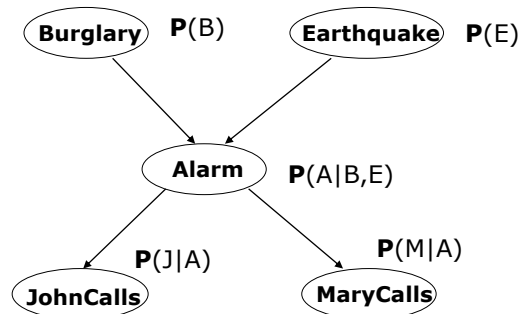 Burglary P(B)
Earthquake P(E)
Alarm
P(A|B,E)
P(J|A)
P(M|A)
JohnCalls
MaryCalls